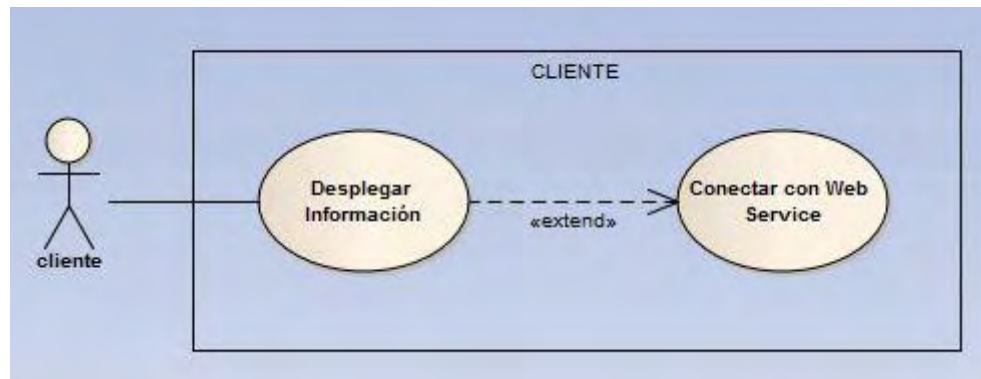 CLIENTE
Desplegar
Información
«extend»
Conectar con Web
Service
cliente